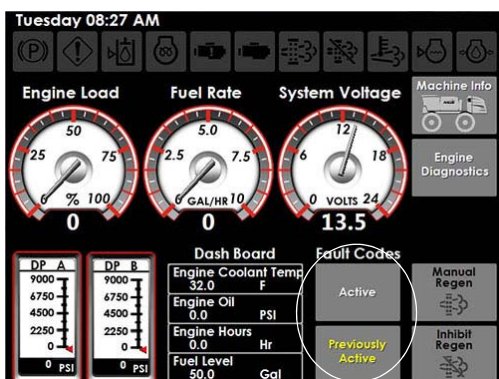 Tuesday 08:27 AM
(P)
Engine Load
Fuel Rate
System Voltage
Machine Info
50
25
75
0
%
100
0
5.0
2.5
7.5
0
GAL/HR
10
0
12
6
18
0
VOLTS
24
13.5
Engine
Diagnostics
DP A
9000
6750
4500
2250
0
0 PSI
DP B
9000
6750
4500
2250
0
0 PSI
Dash Board
Engine Coolant Temp
32.0 F
Engine Oil
0.0 PSI
Engine Hours
0.0 Hr
Fuel Level
50.0 Gal
Fault Codes
Active
Previously
Active
Manual
Regen
Inhibit
Regen